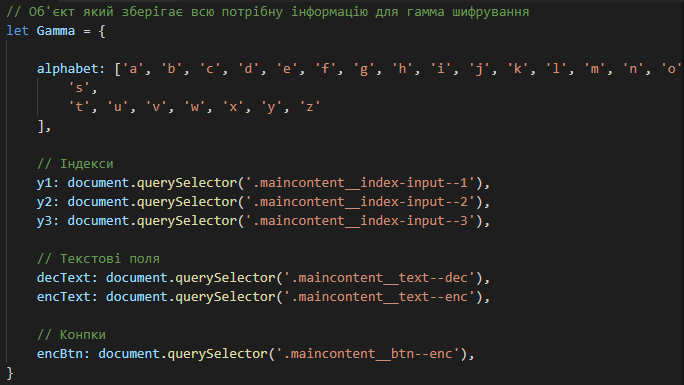 // Об'єкт який зберігає всю потрібну інформацію для гамма шифрування
let Gamma = {
alphabet: ['a', 'b', 'c', 'd', 'e', 'f', 'g', 'h', 'i', 'j', 'k', 'l', 'm', 'n', 'o'
's',
't', 'u', 'v', 'w', 'x', 'y', 'z'
],
// Індекси
y1: document.querySelector('.maincontent__index-input--1'),
y2: document.querySelector('.maincontent__index-input--2'),
y3: document.querySelector('.maincontent__index-input--3'),
// Текстові поля
decText: document.querySelector('.maincontent__text--dec'),
encText: document.querySelector('.maincontent__text--enc'),
// Конпки
encBtn: document.querySelector('.maincontent__btn--enc'),
}